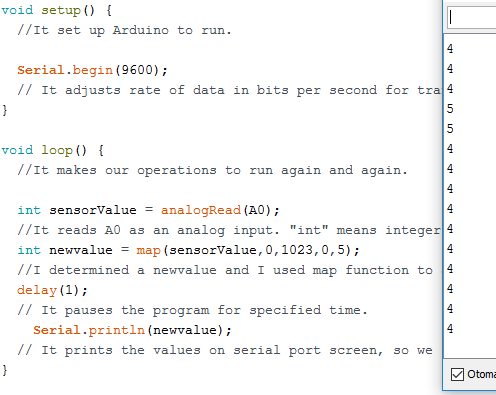 void setup() {
//It set up Arduino to run.
Serial.begin(9600);
// It adjusts rate of data in bits per second for tra
}
void loop() {
//It makes our operations to run again and again.
int sensorValue = analogRead(A0);
//It reads A0 as an analog input. "int" means integer
int newvalue = map(sensorValue,0,1023,0,5);
//I determined a newvalue and I used map function to
delay(1);
// It pauses the program for specified time.
Serial.println(newvalue);
// It prints the values on serial port screen, so we
}
4
4
4
5
5
4
4
4
4
4
4
4
4
4
4
Otoma